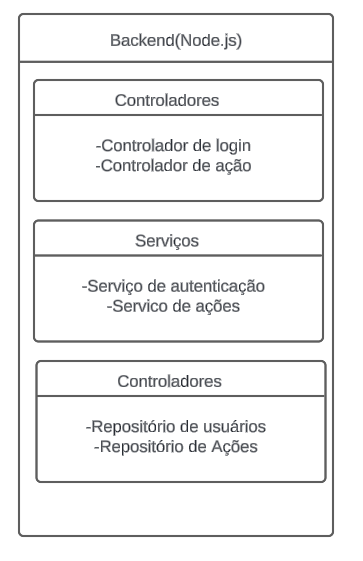 Backend(Node.js)
Controladores
-Controlador de login
-Controlador de ação
Serviços
-Serviço de autenticação
-Servico de ações
Controladores
-Repositório de usuários
-Repositório de Ações